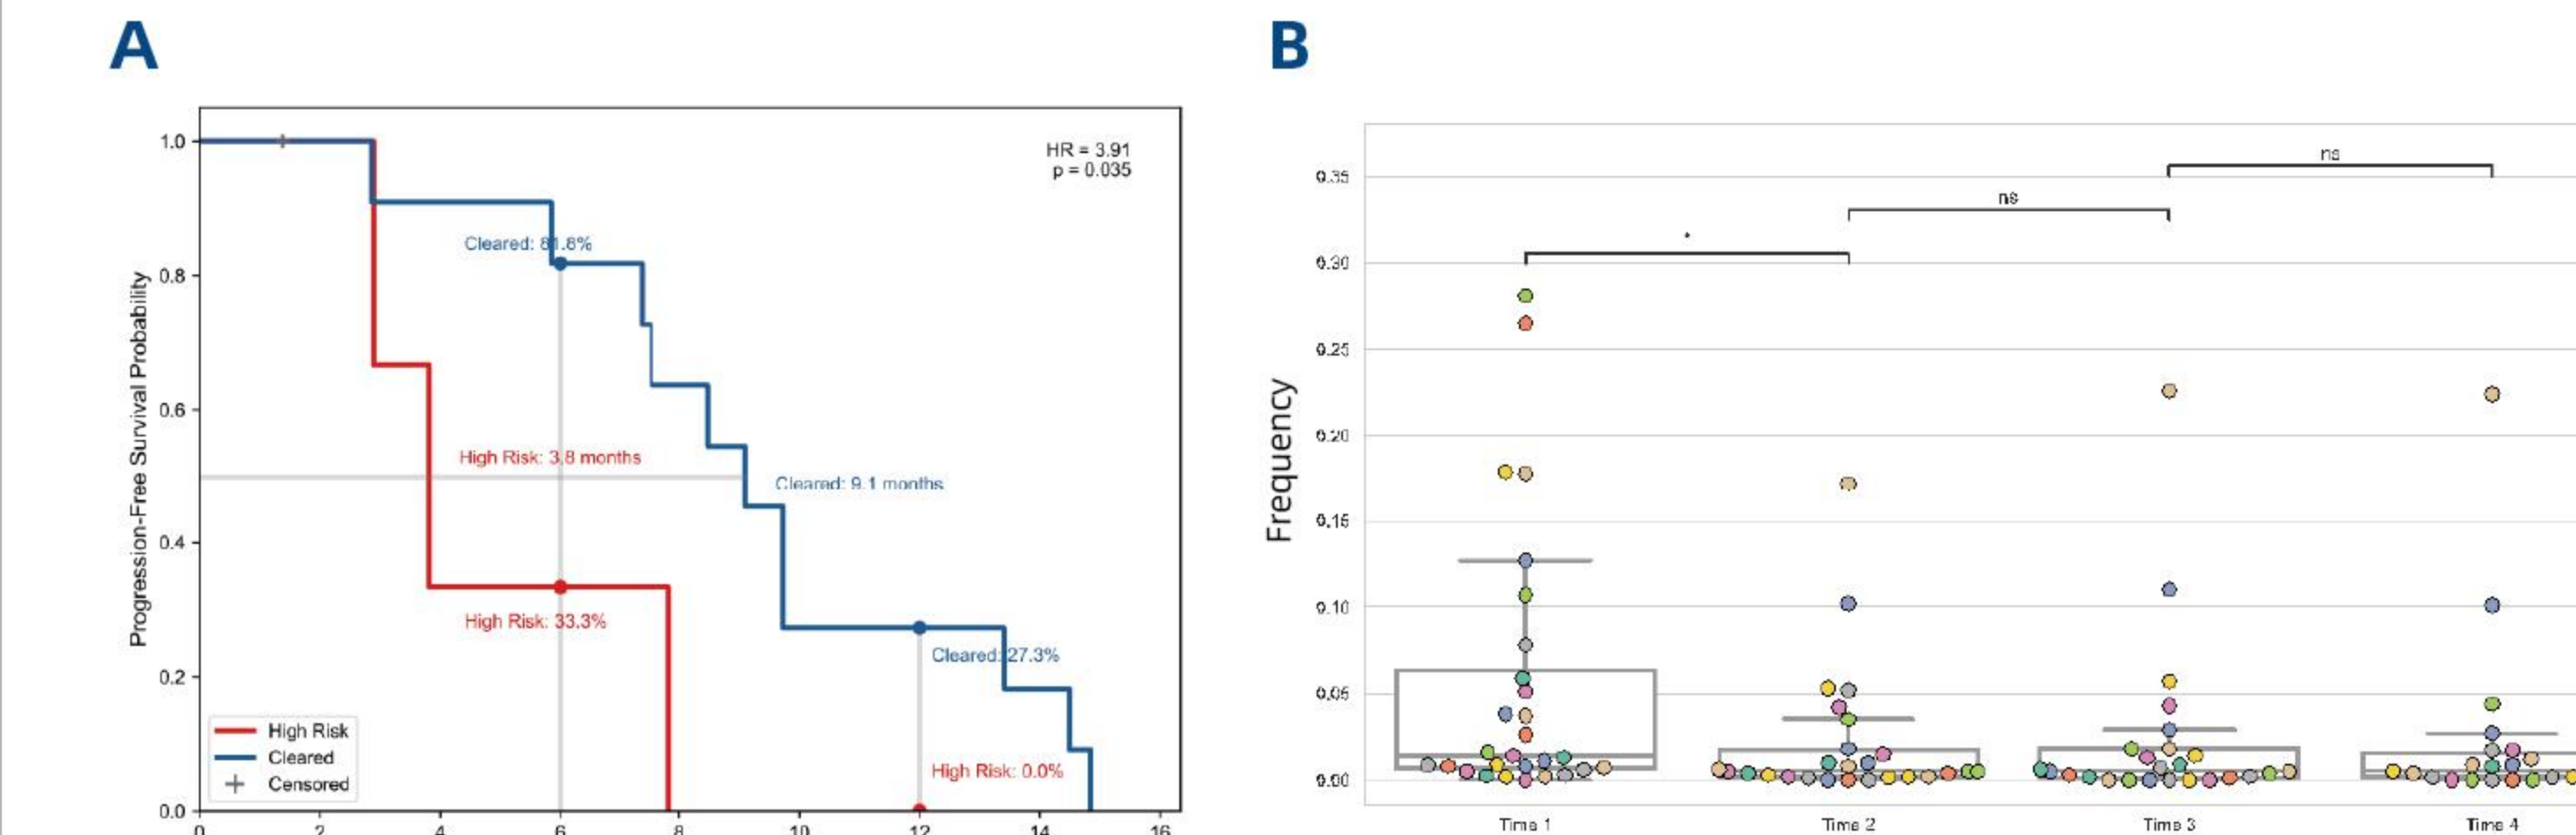 A
B
HR = 3.91
p = 0.035
Progression-Free Survival Probability
1.0
0.8
0.6
0.4
0.2
0.0
Cleared: 81.8%
High Risk: 3.8 months
Cleared: 9.1 months
High Risk: 33.3%
Cleared: 27.3%
High Risk: 0.0%
High Risk
Cleared
Censored
0 2 4 6 8 10 12 14 16
Frequency
0.35
0.30
0.25
0.20
0.15
0.10
0.05
0.00
ns
ns
*
Time 1 Time 2 Time 3 Time 4